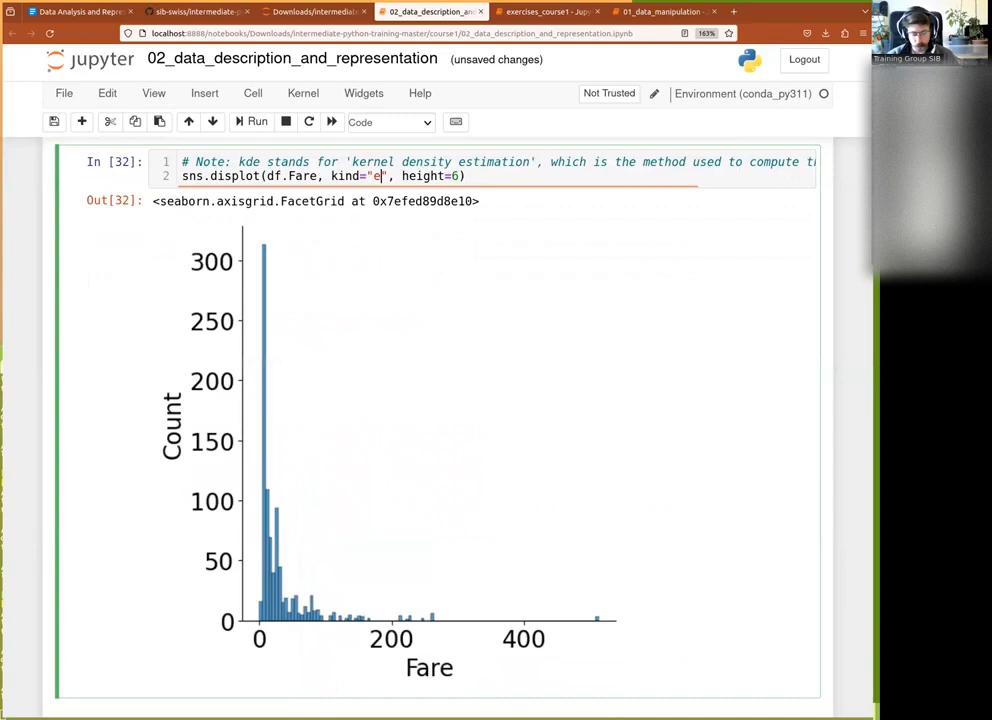 Data Analysis and Repres
sib-swiss/intermediate-p
Downloads/intermediate
02_data_description_an
exercises_course1 - Jupyt
01_data_manipulation - J
localhost:8888/notebooks/Downloads/intermediate-python-training-master/course1/02_data_description_and_representation.ipynb
163%
Training Group SIB
jupyter 02_data_description_and_representation (unsaved changes)
Logout
File Edit View Insert Cell Kernel Widgets Help
Not Trusted
Environment (conda_py311)
Run
Code
In [32]:
1 # Note: kde stands for 'kernel density estimation', which is the method used to compute t
2 sns.displot(df.Fare, kind="e", height=6)
Out[32]: <seaborn.axisgrid.FacetGrid at 0x7efed89d8e10>
300
250
200
150
100
50
0
Count
0 200 400
Fare